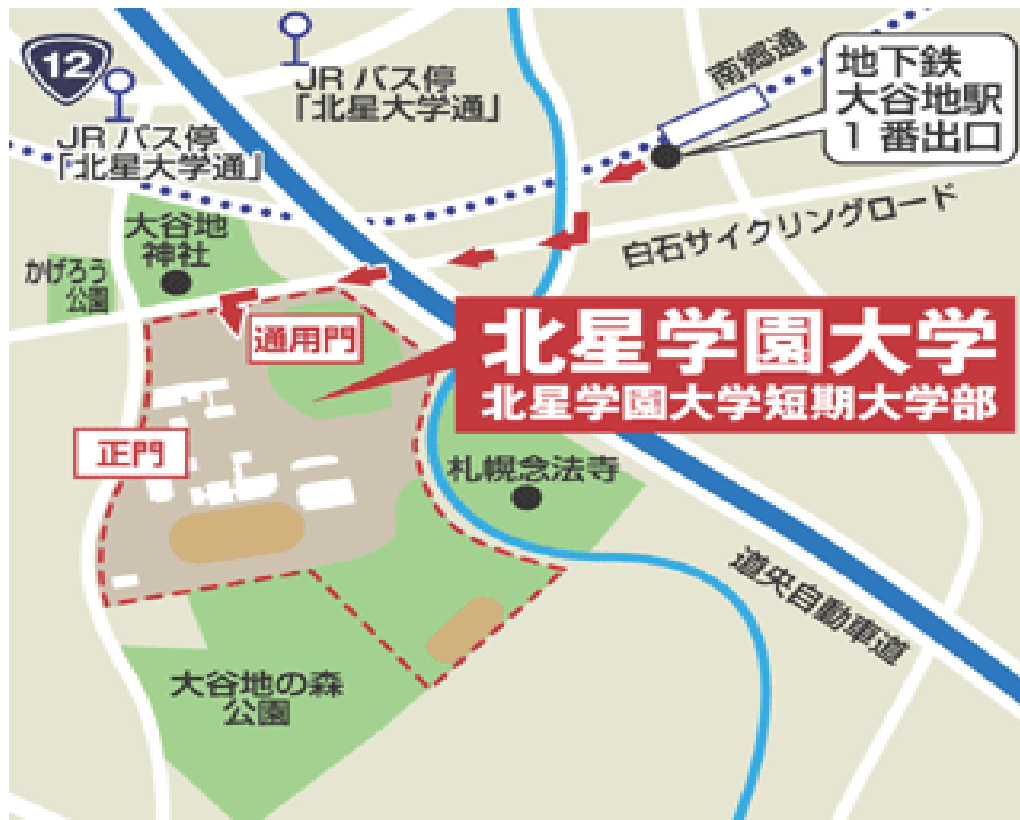 12
JRバス停
「北星大学通」
JRバス停
「北星大学通」
南郷通
地下鉄
大谷地駅
1番出口
大谷地
神社
かげろう
公園
白石サイクリングロード
通用門
北星学園大学
北星学園大学短期大学部
正門
札幌念法寺
道央自動車道
大谷地の森
公園